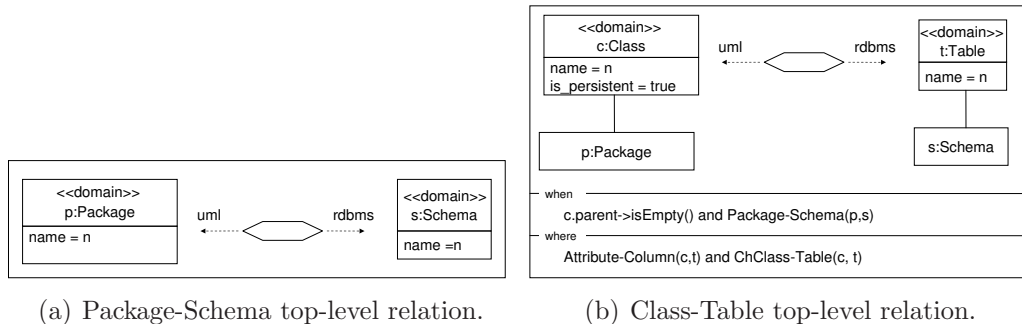 <<domain>>
p:Package
name = n
uml
rdbms
<<domain>>
s:Schema
name =n
(a) Package-Schema top-level relation.
<<domain>>
c:Class
name = n
is_persistent = true
p:Package
uml
rdbms
<<domain>>
t:Table
name = n
s:Schema
when
c.parent->isEmpty() and Package-Schema(p,s)
where
Attribute-Column(c,t) and ChClass-Table(c, t)
(b) Class-Table top-level relation.